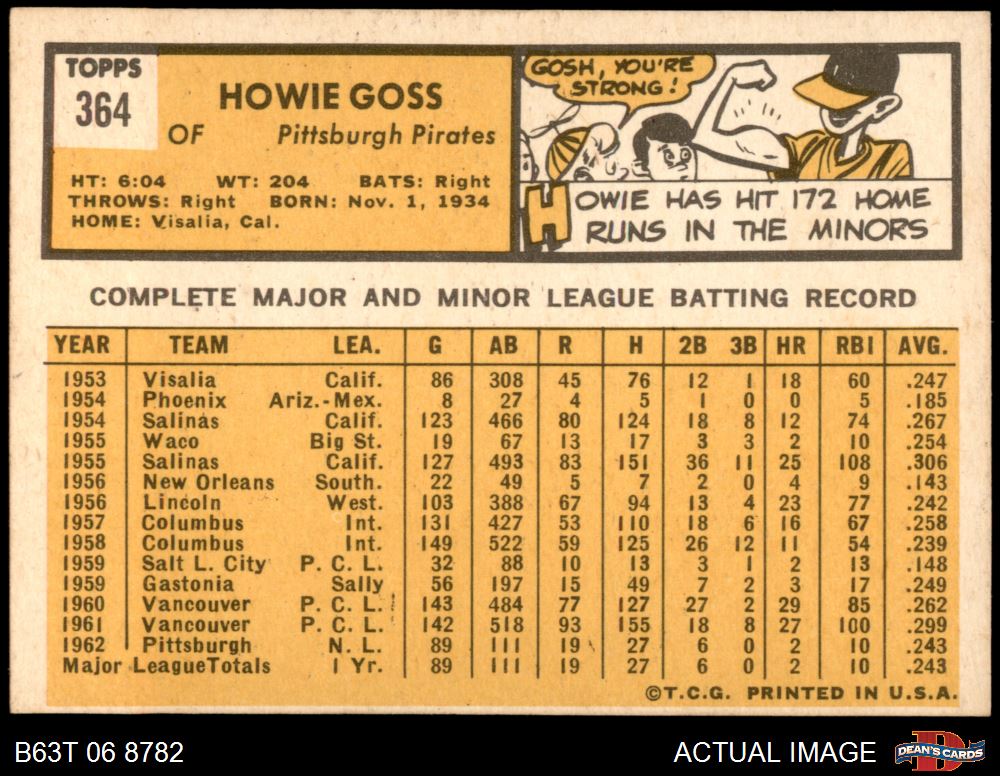 TOPPS
364
HOWIE GOSS
OF Pittsburgh Pirates
HT: 6:04 WT: 204 BATS: Right
THROWS: Right BORN: Nov. 1, 1934
HOME: Visalia, Cal.
GOSH, YOU'RE
STRONG!
HOWIE HAS HIT 172 HOME
RUNS IN THE MINORS
COMPLETE MAJOR AND MINOR LEAGUE BATTING RECORD
YEAR TEAM LEA. G AB R H 2B 3B HR RBI AVG.
1953 Visalia Calif. 86 308 45 76 12 1 18 60 .247
1954 Phoenix Ariz.-Mex. 8 27 4 5 1 0 0 5 .185
1954 Salinas Calif. 123 466 80 124 18 8 12 74 .267
1955 Waco Big St. 19 67 13 17 3 3 2 10 .254
1955 Salinas Calif. 127 493 83 151 36 11 25 108 .306
1956 New Orleans South. 22 49 5 7 2 0 4 9 .143
1956 Lincoln West. 103 388 67 94 13 4 23 77 .242
1957 Columbus Int. 131 427 53 110 18 6 16 67 .258
1958 Columbus Int. 149 522 59 125 26 12 11 54 .239
1959 Salt L. City P. C. L. 32 88 10 13 3 1 2 13 .148
1959 Gastonia Sally 56 197 15 49 7 2 3 17 .249
1960 Vancouver P. C. L. 143 484 77 127 27 2 29 85 .262
1961 Vancouver P. C. L. 142 518 93 155 18 8 27 100 .299
1962 Pittsburgh N. L. 89 111 19 27 6 0 2 10 .243
Major League Totals 1 Yr. 89 111 19 27 6 0 2 10 .243
©T.C.G. PRINTED IN U.S.A.
B63T 06 8782 ACTUAL IMAGE DEAN'S CARDS